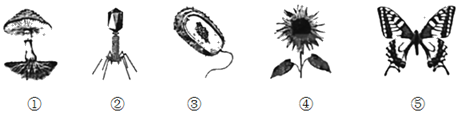 ① ② ③ ④ ⑤